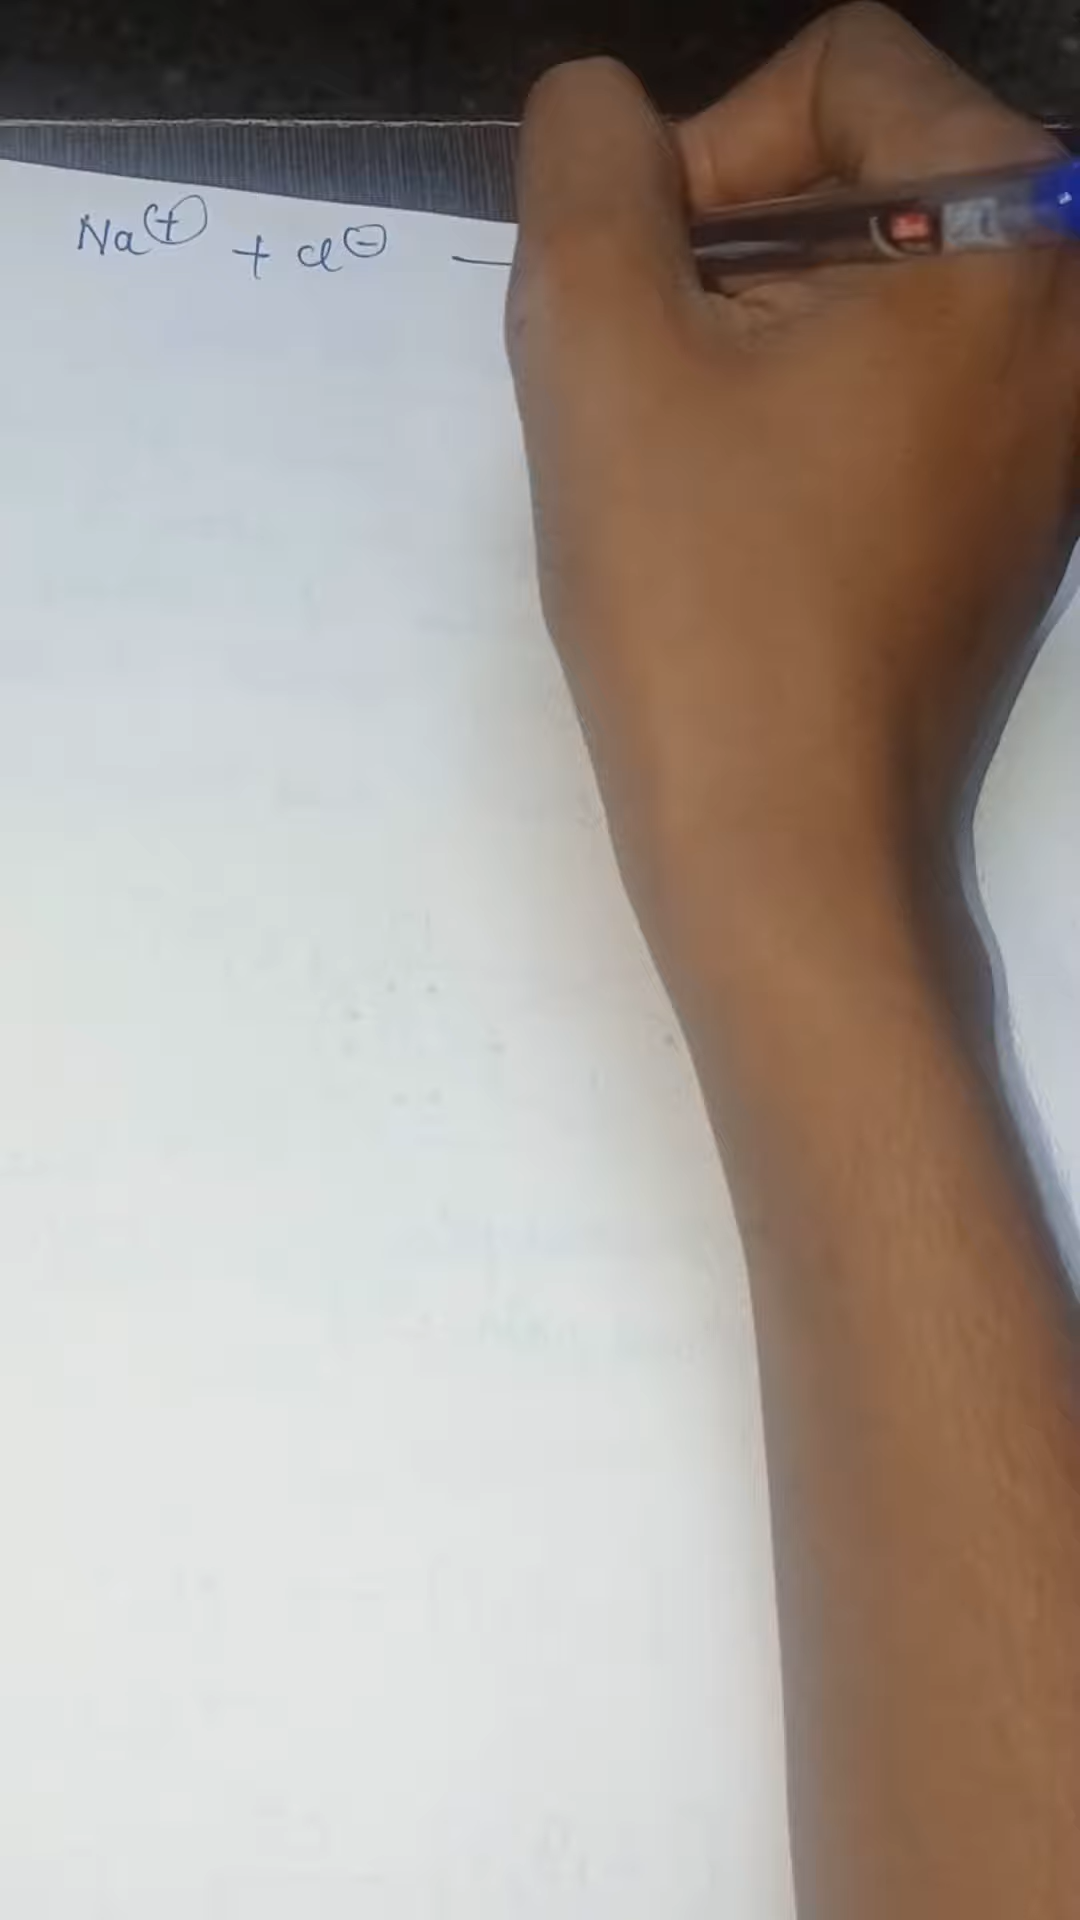 Na⊕ + Cl⊖ —